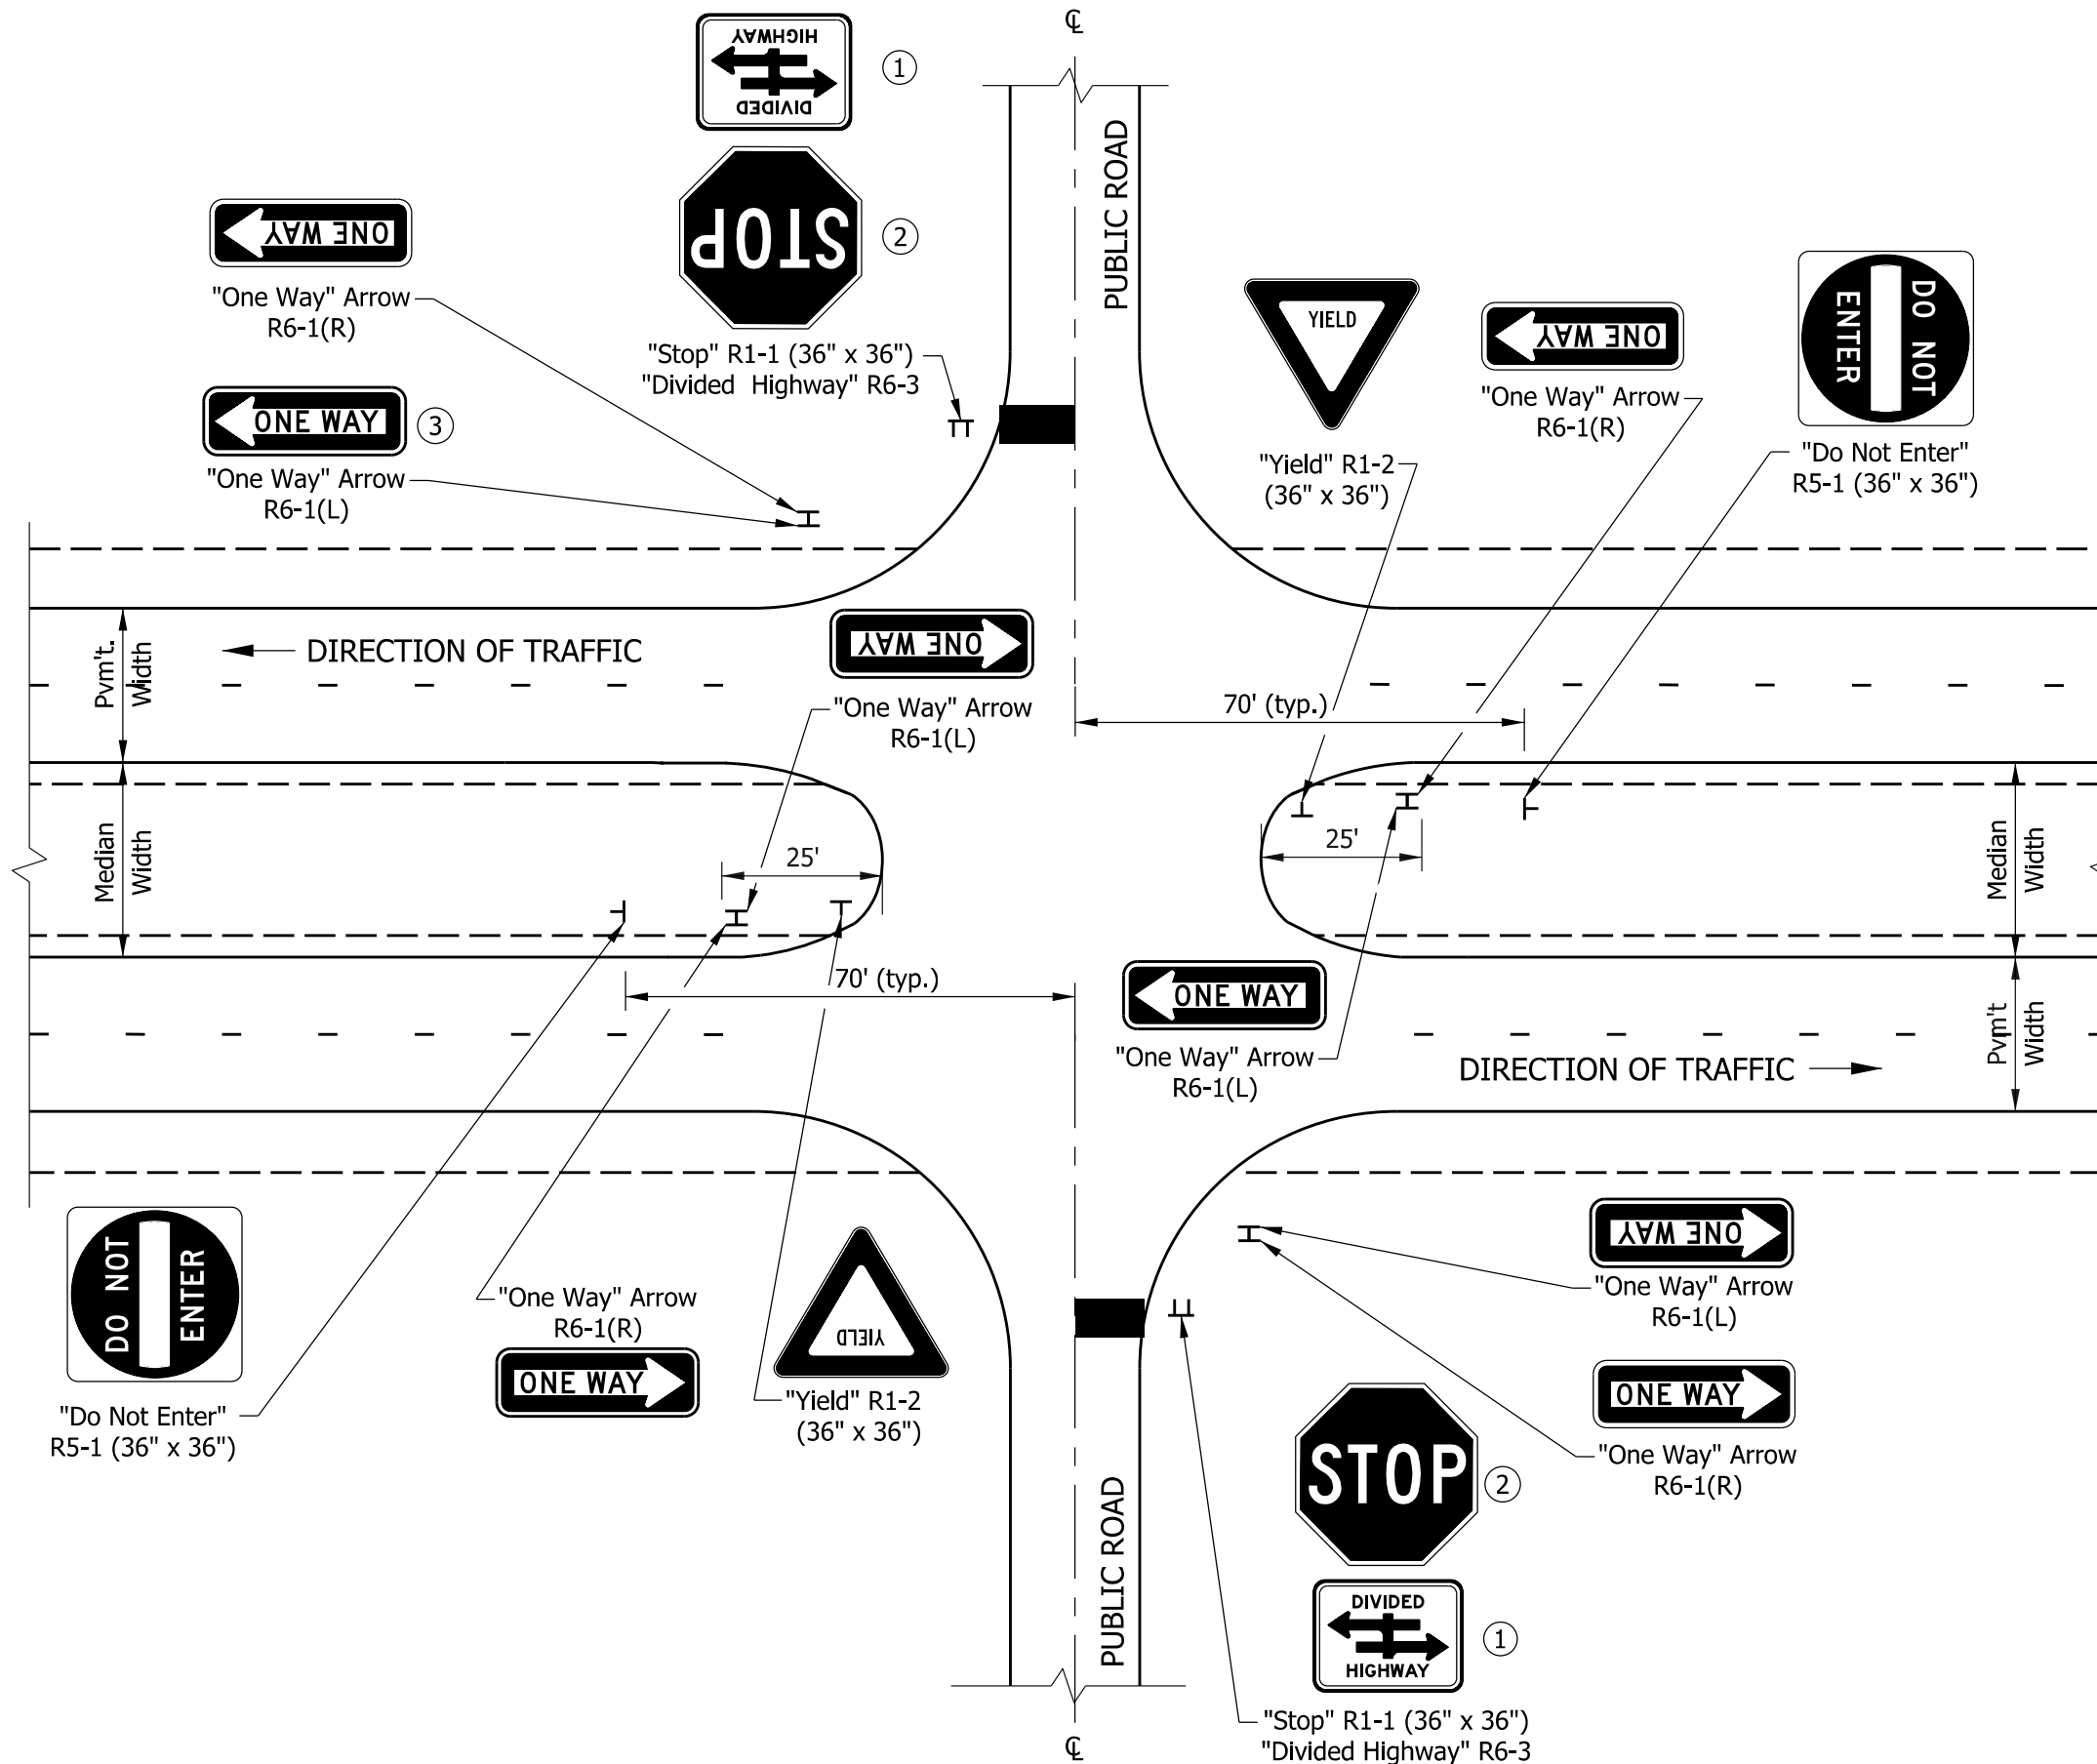 ℄
HIGHWAY
DIVIDED
1
STOP
2
"Stop" R1-1 (36" x 36")
"Divided Highway" R6-3
PUBLIC ROAD
ONE WAY
"One Way" Arrow
R6-1(R)
ONE WAY
3
"One Way" Arrow
R6-1(L)
YIELD
"Yield" R1-2
(36" x 36")
ONE WAY
"One Way" Arrow
R6-1(R)
DO NOT
ENTER
"Do Not Enter"
R5-1 (36" x 36")
Pvm't.
Width
DIRECTION OF TRAFFIC
ONE WAY
"One Way" Arrow
R6-1(L)
70' (typ.)
Median
Width
25'
25'
Median
Width
70' (typ.)
ONE WAY
"One Way" Arrow
R6-1(L)
DIRECTION OF TRAFFIC
Pvm't
Width
DO NOT
ENTER
"Do Not Enter"
R5-1 (36" x 36")
"One Way" Arrow
R6-1(R)
ONE WAY
YIELD
"Yield" R1-2
(36" x 36")
ONE WAY
"One Way" Arrow
R6-1(L)
ONE WAY
"One Way" Arrow
R6-1(R)
PUBLIC ROAD
STOP
2
DIVIDED
HIGHWAY
1
"Stop" R1-1 (36" x 36")
"Divided Highway" R6-3
℄